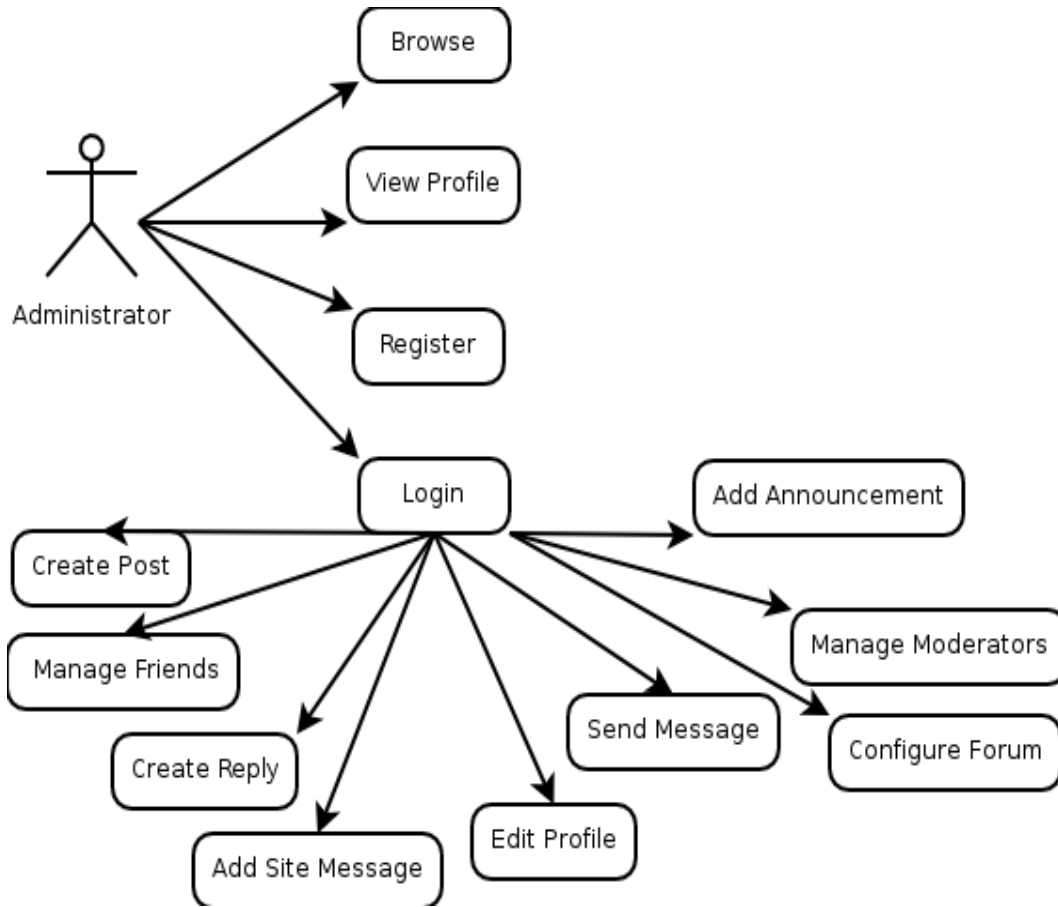 Browse
View Profile
Administrator
Register
Login
Add Announcement
Create Post
Manage Friends
Manage Moderators
Send Message
Configure Forum
Create Reply
Edit Profile
Add Site Message